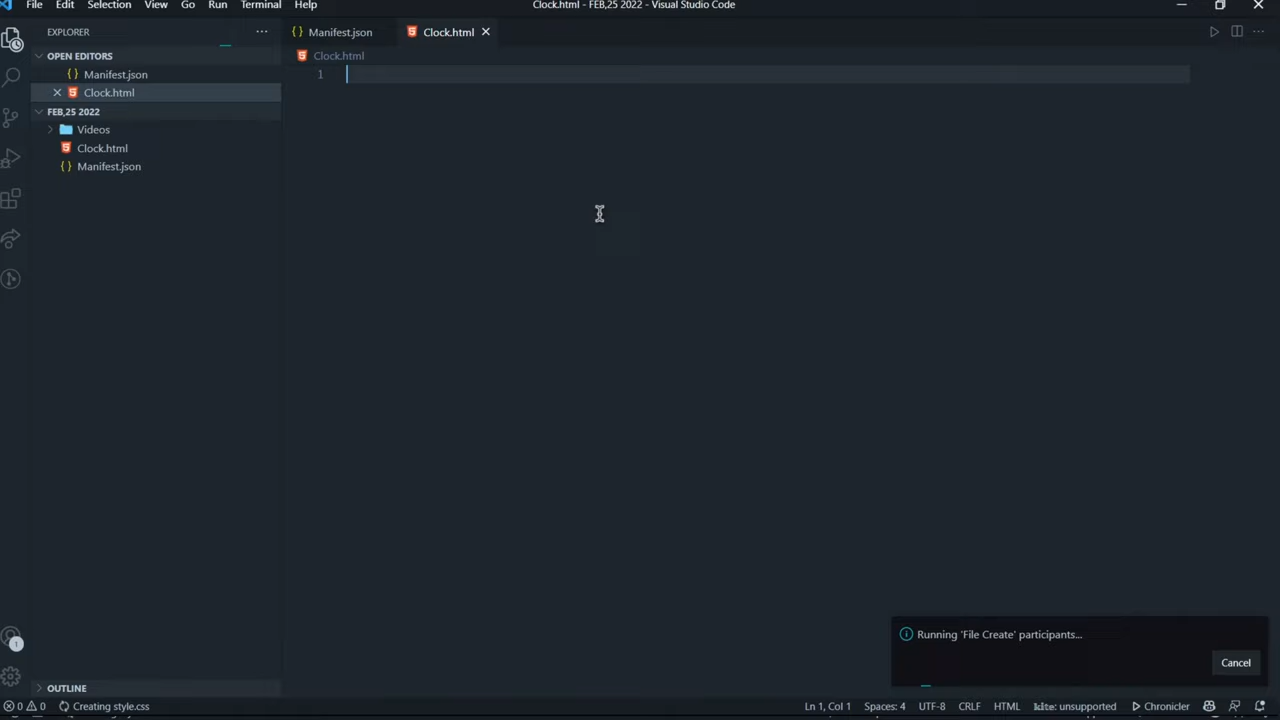 File Edit Selection View Go Run Terminal Help
Clock.html - FEB,25 2022 - Visual Studio Code
EXPLORER
Manifest.json
Clock.html
OPEN EDITORS
Manifest.json
Clock.html
FEB,25 2022
Videos
Clock.html
Manifest.json
Clock.html
1
Running 'File Create' participants...
Cancel
1
OUTLINE
0 0 Creating style.css
Ln 1, Col 1 Spaces: 4 UTF-8 CRLF HTML kite: unsupported Chronicler